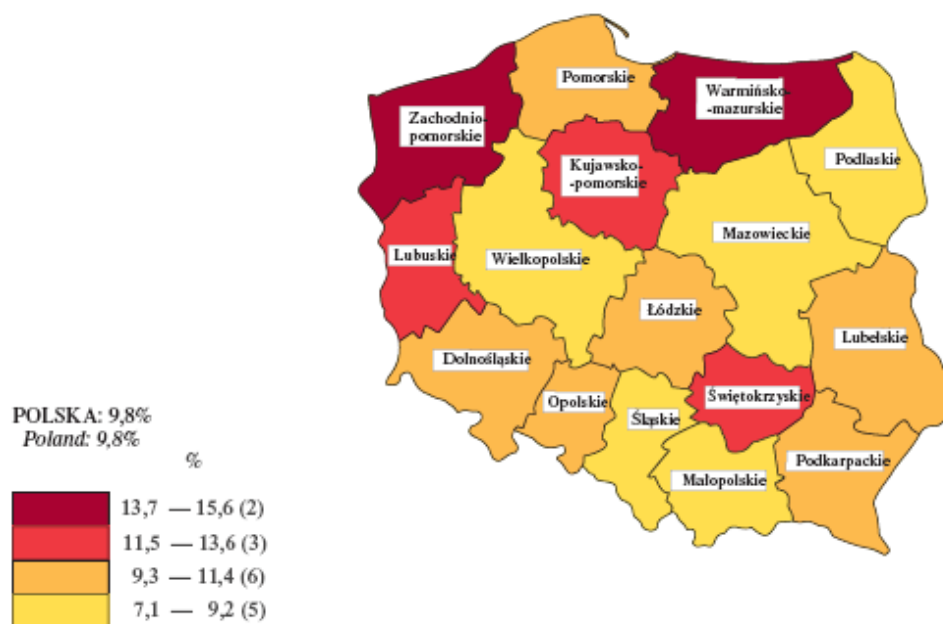 Pomorskie
Warmińsko-
-mazurskie
Zachodnio-
pomorskie
Podlaskie
Kujawsko-
-pomorskie
Mazowieckie
Lubuskie
Wielkopolskie
Łódzkie
Lubelskie
Dolnośląskie
Opolskie
Śląskie
Świętokrzyskie
Podkarpackie
Małopolskie
POLSKA: 9,8%
Poland: 9,8%
%
13,7 — 15,6 (2)
11,5 — 13,6 (3)
9,3 — 11,4 (6)
7,1 — 9,2 (5)